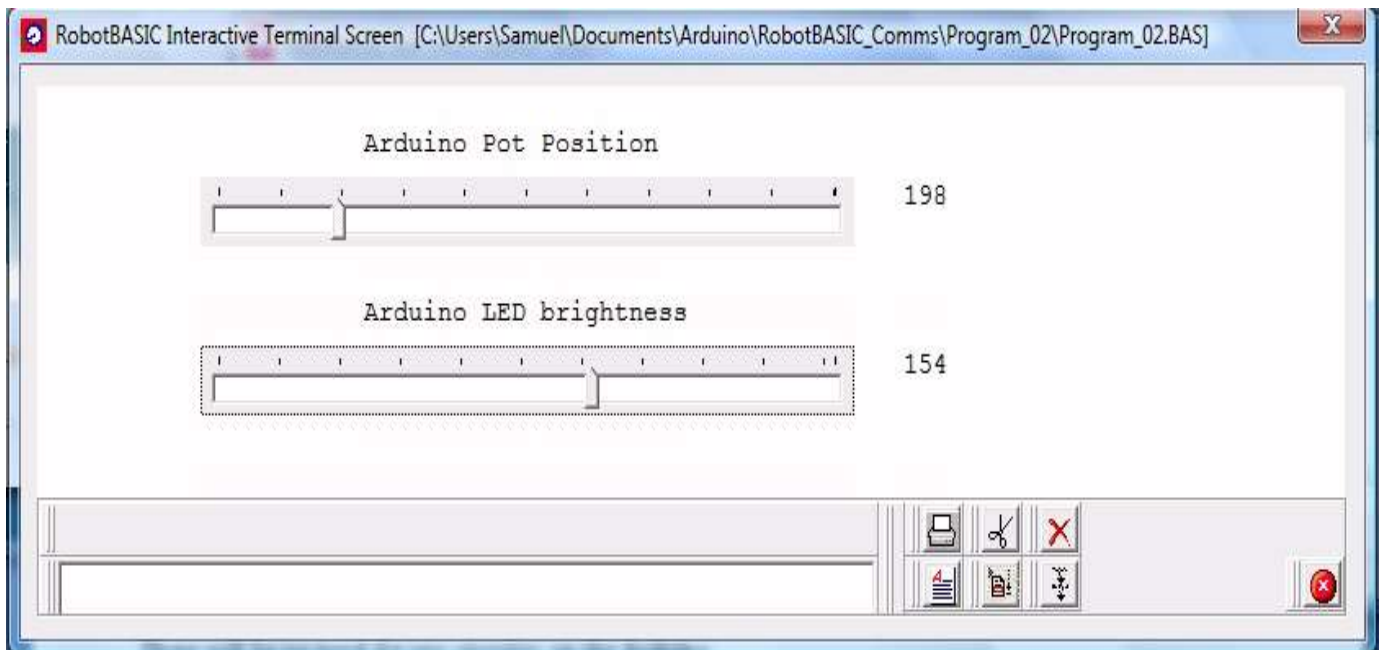 RobotBASIC Interactive Terminal Screen [C:\Users\Samuel\Documents\Arduino\RobotBASIC_Comms\Program_02\Program_02.BAS]
Arduino Pot Position
198
Arduino LED brightness
154